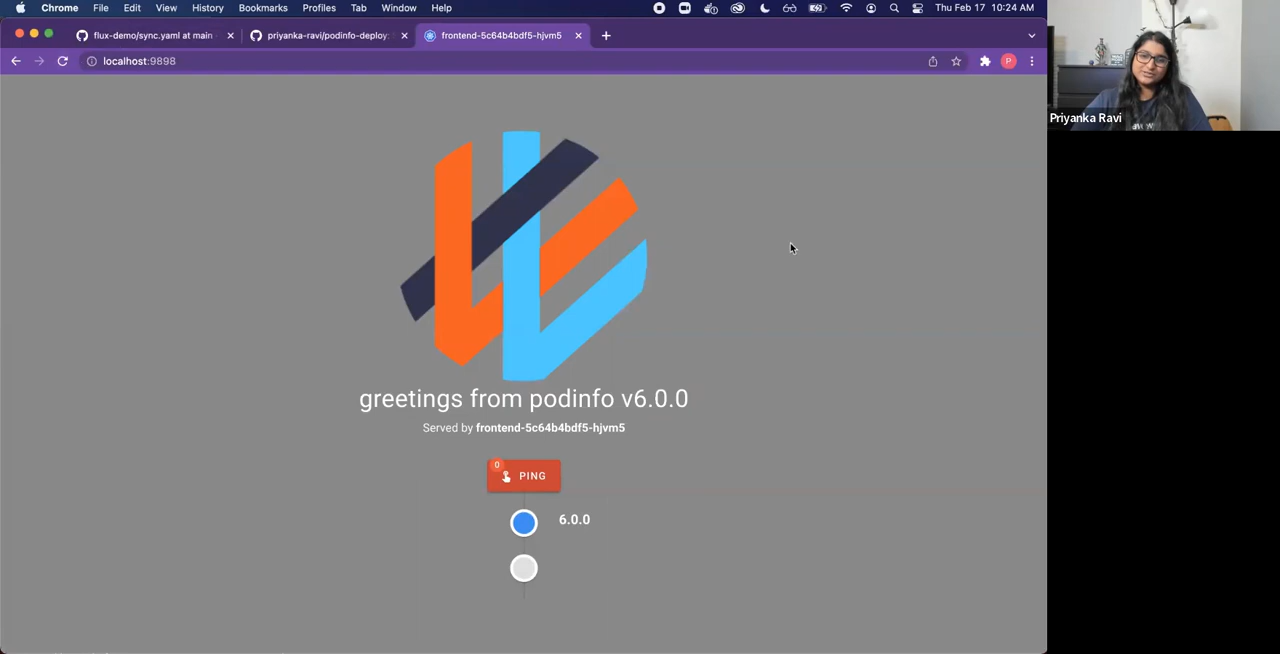 Chrome File Edit View History Bookmarks Profiles Tab Window Help Thu Feb 17 10:24 AM
flux-demo/sync.yaml at main priyanka-ravi/podinfo-deploy: frontend-5c64b4bdf5-hjvm5
localhost:9898 P
Priyanka Ravi
greetings from podinfo v6.0.0
Served by frontend-5c64b4bdf5-hjvm5
0
PING
6.0.0